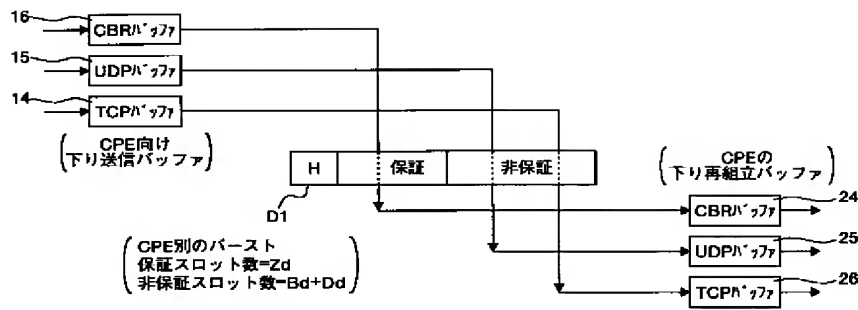 16
CBRバッファ
15
UDPバッファ
14
TCPバッファ
CPE向け
下り送信バッファ
H
保証
非保証
D1
CPEの
下り再組立バッファ
CBRバッファ
24
UDPバッファ
25
TCPバッファ
26
CPE別のバースト
保証スロット数=Zd
非保証スロット数=Bd+Dd